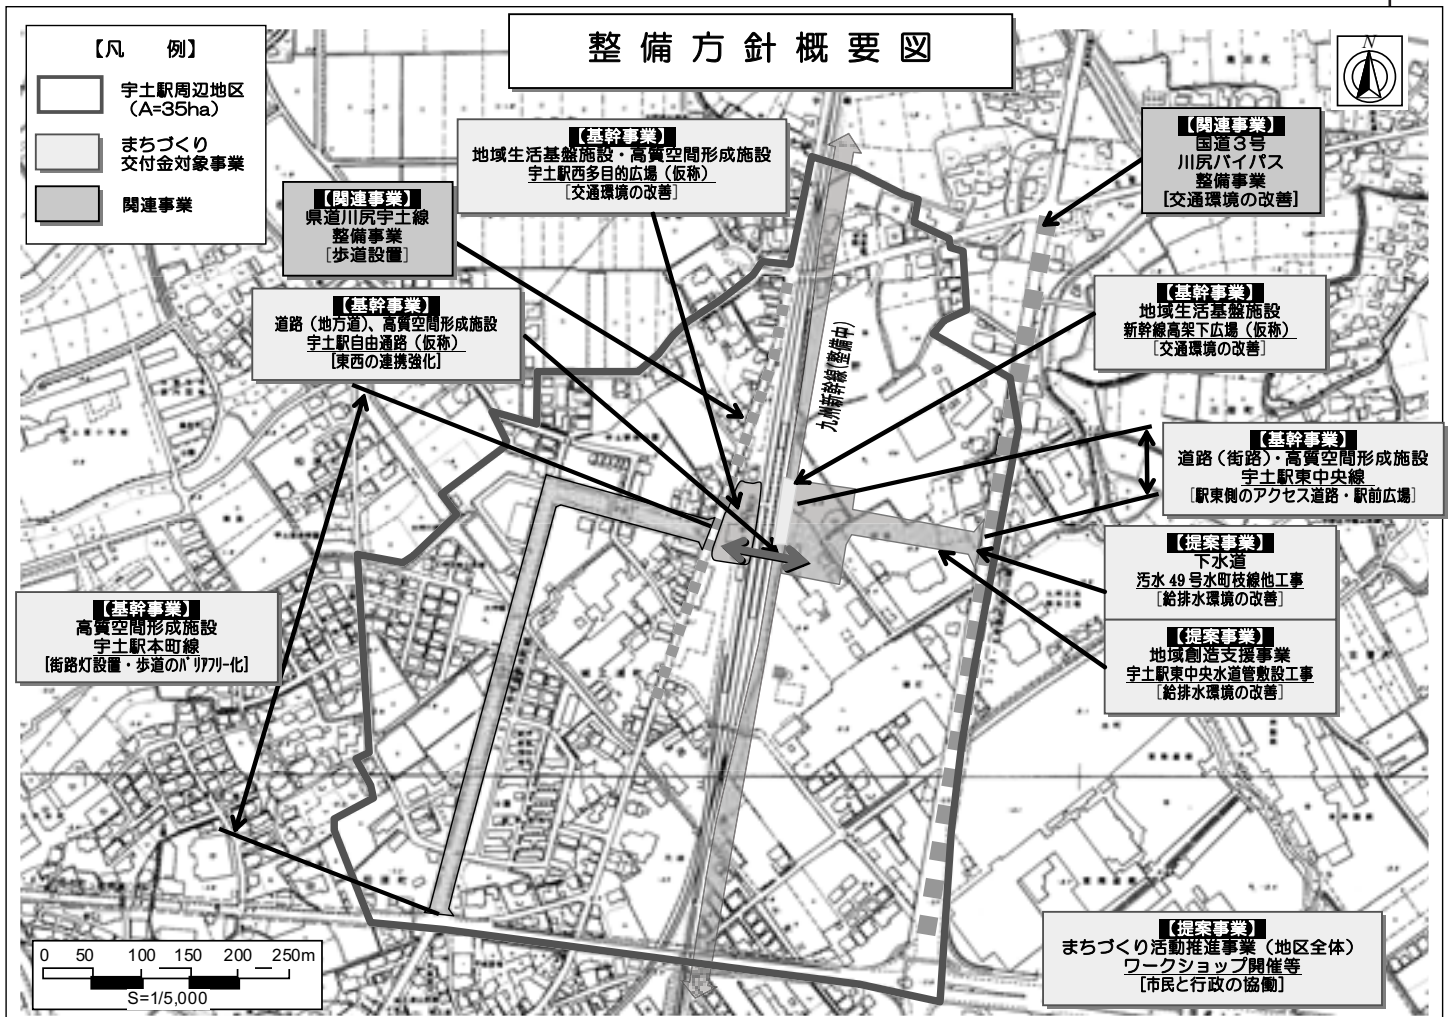 整備方針概要図
【凡　例】
宇土駅周辺地区
（A=35ha）
まちづくり
交付金対象事業
関連事業
N
【基幹事業】
地域生活基盤施設・高質空間形成施設
宇土駅西多目的広場（仮称）
［交通環境の改善］
【関連事業】
国道３号
川尻バイパス
整備事業
［交通環境の改善］
【関連事業】
県道川尻宇土線
整備事業
［歩道設置］
【基幹事業】
道路（地方道）、高質空間形成施設
宇土駅自由通路（仮称）
［東西の連携強化］
【基幹事業】
地域生活基盤施設
新幹線高架下広場（仮称）
［交通環境の改善］
九州新幹線(整備中)
【基幹事業】
道路（街路）・高質空間形成施設
宇土駅東中央線
［駅東側のアクセス道路・駅前広場］
【提案事業】
下水道
汚水49号水町枝線他工事
［給排水環境の改善］
【提案事業】
地域創造支援事業
宇土駅東中央水道管敷設工事
［給排水環境の改善］
【基幹事業】
高質空間形成施設
宇土駅本町線
［街路灯設置・歩道のバリアフリー化］
【提案事業】
まちづくり活動推進事業（地区全体）
ワークショップ開催等
［市民と行政の協働］
0 50 100 150 200 250m
S=1/5,000